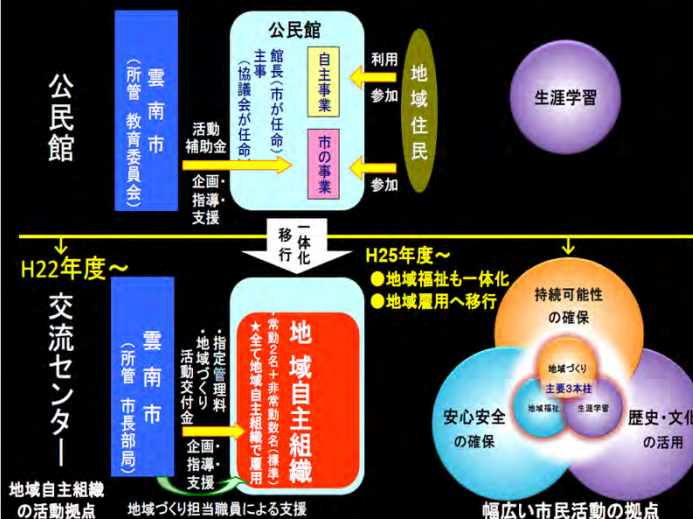 公民館
雲南市
(所管 教育委員会)
活動
補助金
企画・
指導・
支援
公民館
館長(市が任命)
主事
(協議会が任命)
自主事業
市の事業
利用
参加
参加
地域住民
生涯学習
一体化
移行
H22年度～
H25年度～
●地域福祉も一体化
●地域雇用へ移行
交流センター
地域自主組織
の活動拠点
雲南市
(所管 市長部局)
・指定管理料
・地域づくり
活動交付金
企画・
指導・
支援
地域自主組織
・常勤2名＋非常勤数名(標準)
★全て地域自主組織で雇用
地域づくり担当職員による支援
持続可能性
の確保
地域づくり
主要3本柱
地域福祉
生涯学習
安心安全
の確保
歴史・文化
の活用
幅広い市民活動の拠点